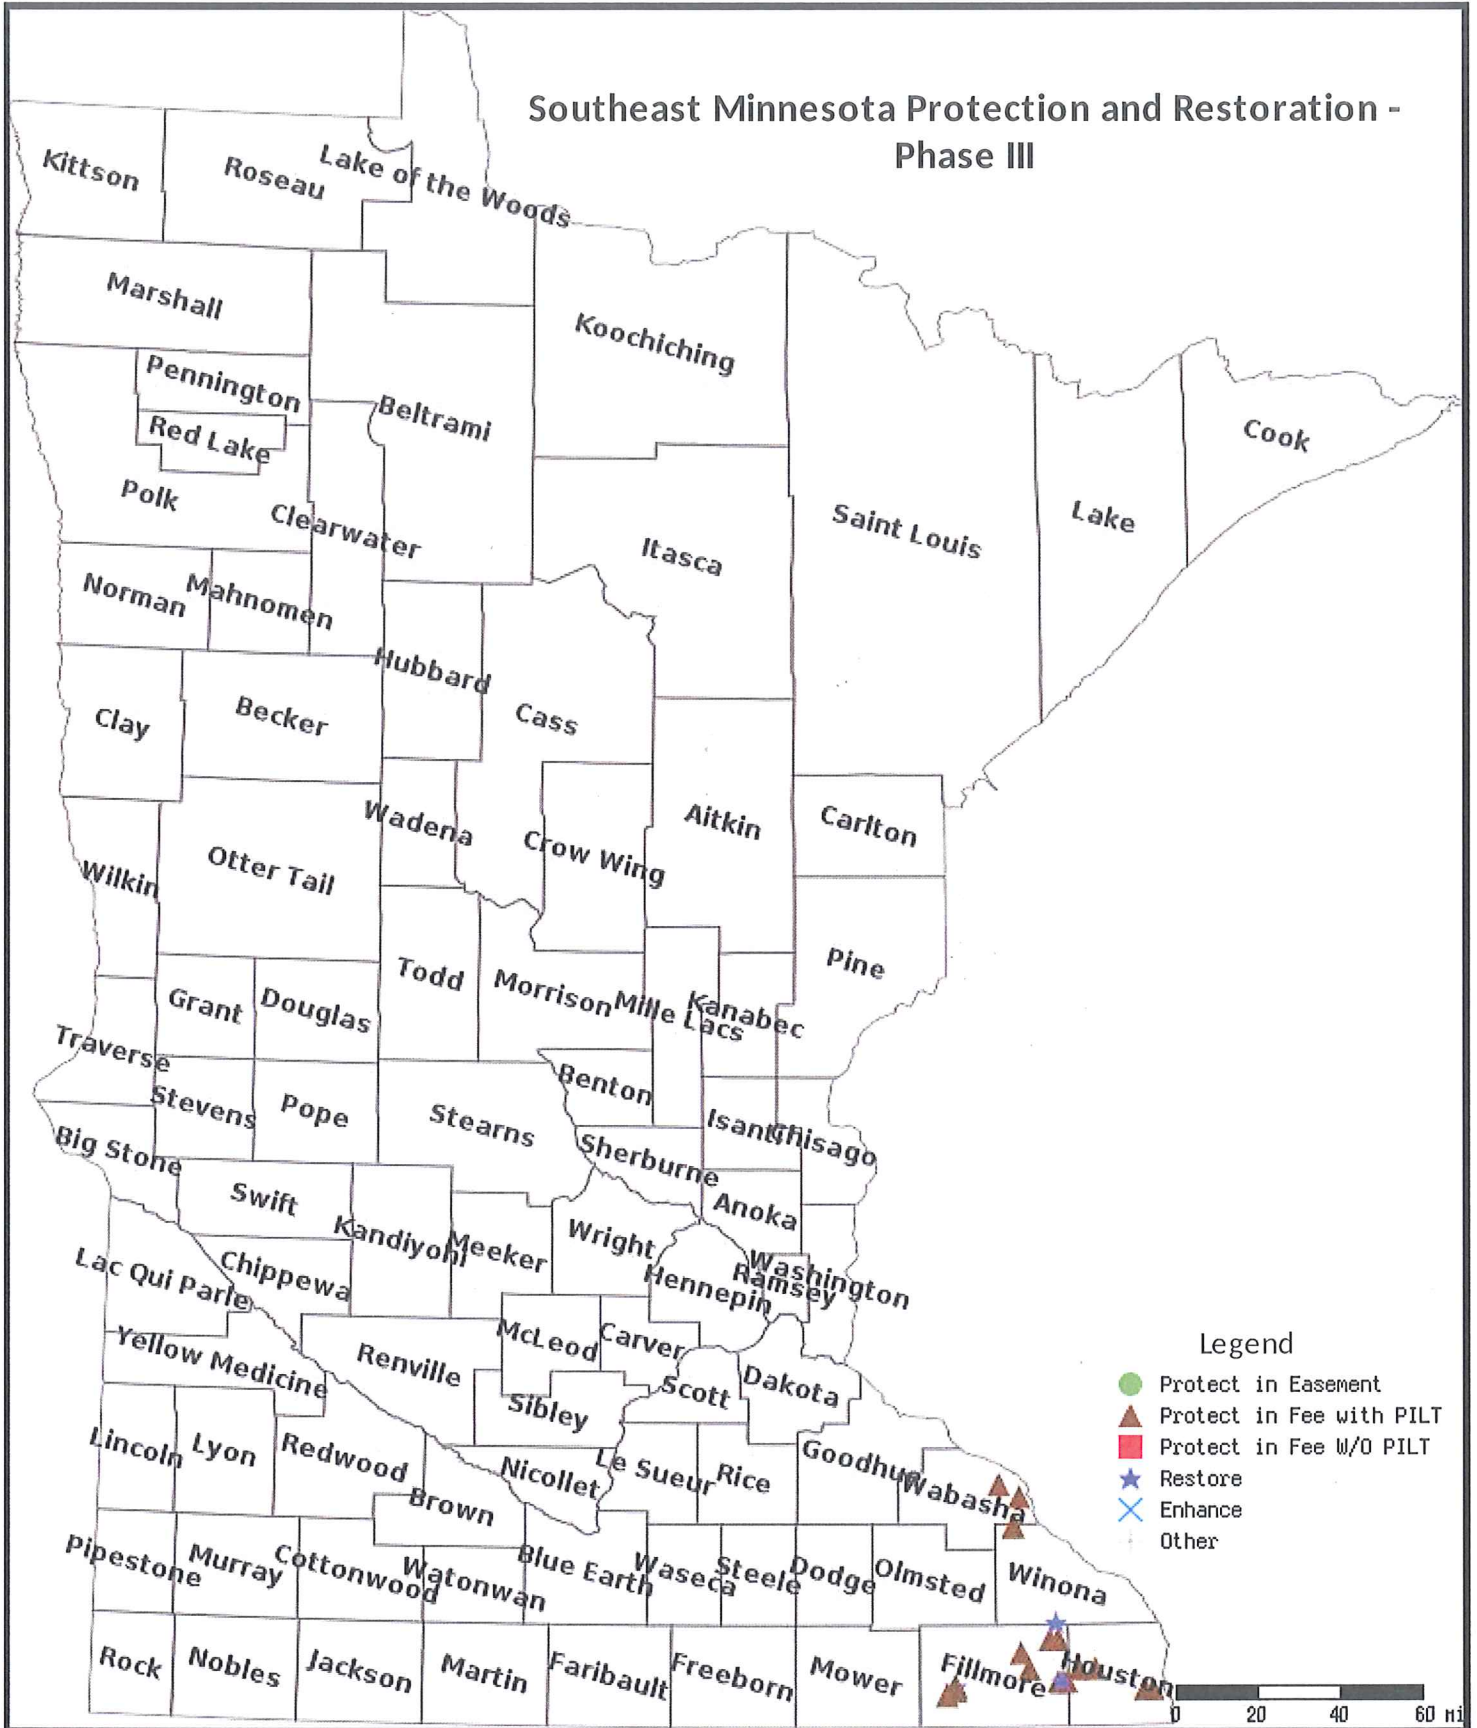 Southeast Minnesota Protection and Restoration -
Phase III
Kittson
Roseau
Lake of the Woods
Marshall
Koochiching
Pennington
Beltrami
Red Lake
Cook
Polk
Clearwater
Saint Louis
Lake
Itasca
Norman
Mahnomen
Hubbard
Clay
Becker
Cass
Wadena
Aitkin
Carlton
Crow Wing
Wilkin
Otter Tail
Todd
Pine
Grant
Douglas
Morrison
Mille Lacs
Kanabec
Traverse
Benton
Stevens
Pope
Stearns
Isanti
Chisago
Big Stone
Sherburne
Swift
Anoka
Kandiyohi
Meeker
Wright
Lac Qui Parle
Chippewa
Hennepin
Ramsey
Washington
McLeod
Carver
Yellow Medicine
Renville
Scott
Dakota
Sibley
Legend
Protect in Easement
Protect in Fee with PILT
Protect in Fee W/O PILT
Restore
Enhance
Other
Lincoln
Lyon
Redwood
Nicollet
Le Sueur
Rice
Goodhue
Wabasha
Brown
Pipestone
Murray
Cottonwood
Watonwan
Blue Earth
Waseca
Steele
Dodge
Olmsted
Winona
Rock
Nobles
Jackson
Martin
Faribault
Freeborn
Mower
Fillmore
Houston
0 20 40 60 Mi